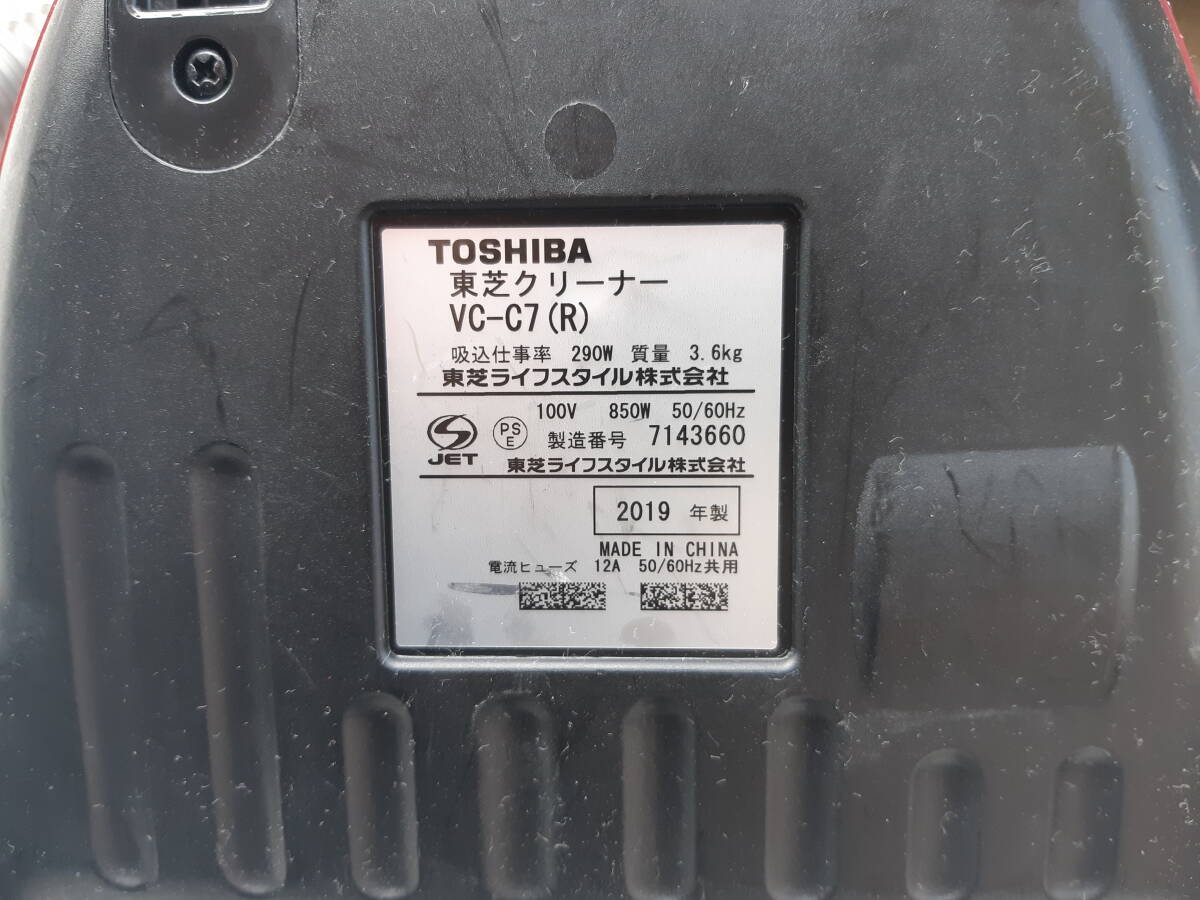 TOSHIBA
東芝クリーナー
VC-C7(R)
吸込仕事率 290W 質量 3.6kg
東芝ライフスタイル株式会社
100V 850W 50/60Hz
JET PSE 製造番号 7143660
東芝ライフスタイル株式会社
2019 年製
MADE IN CHINA
電流ヒューズ 12A 50/60Hz共用